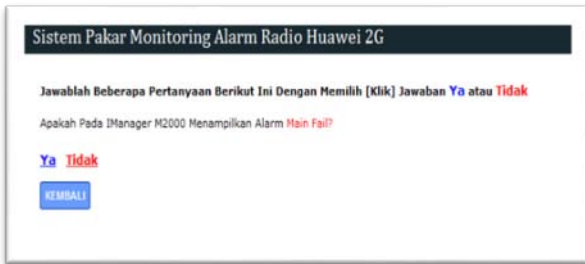 Sistem Pakar Monitoring Alarm Radio Huawei 2G
Jawablah Beberapa Pertanyaan Berikut Ini Dengan Memilih [Klik] Jawaban Ya atau Tidak
Apakah Pada IManager M2000 Menampilkan Alarm Main Fail?
Ya Tidak
KEMBALI